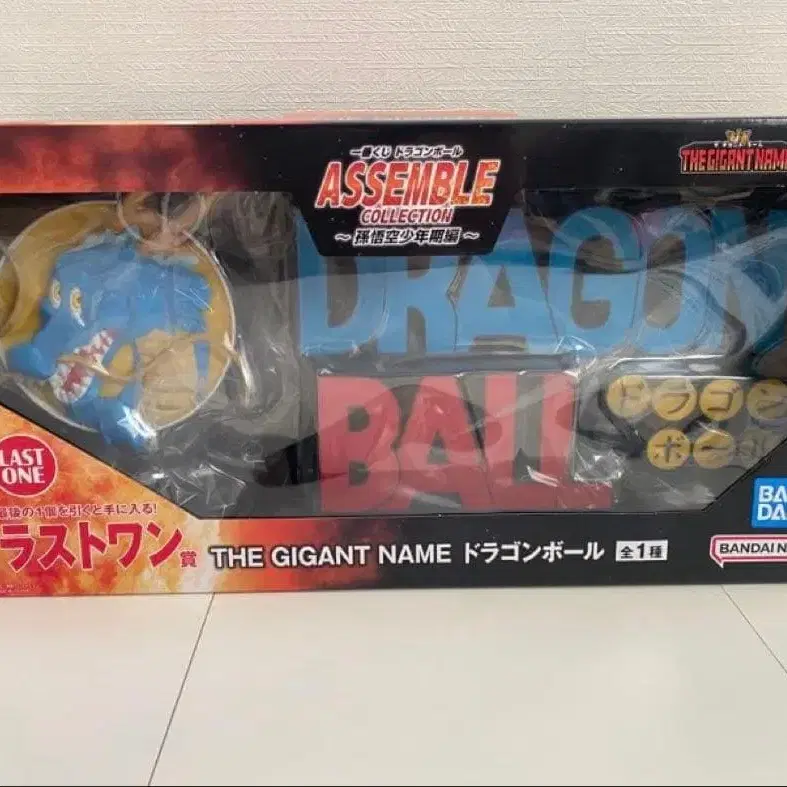 一番くじ ドラゴンボール
ASSEMBLE
COLLECTION
～孫悟空少年期編～
THE GIGANT NAME
DRAGON
BALL
ドラゴン
ボール
LAST
ONE
最後の1個を引くと手に入る!
ラストワン賞
THE GIGANT NAME ドラゴンボール 全1種
BA
DA
BANDAI N